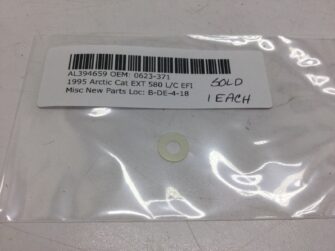 AL394659 OEM: 0623-371
1995 Arctic Cat EXT 580 L/C EFI
Misc New Parts Loc: B-DE-4-18
SOLD
1 EACH